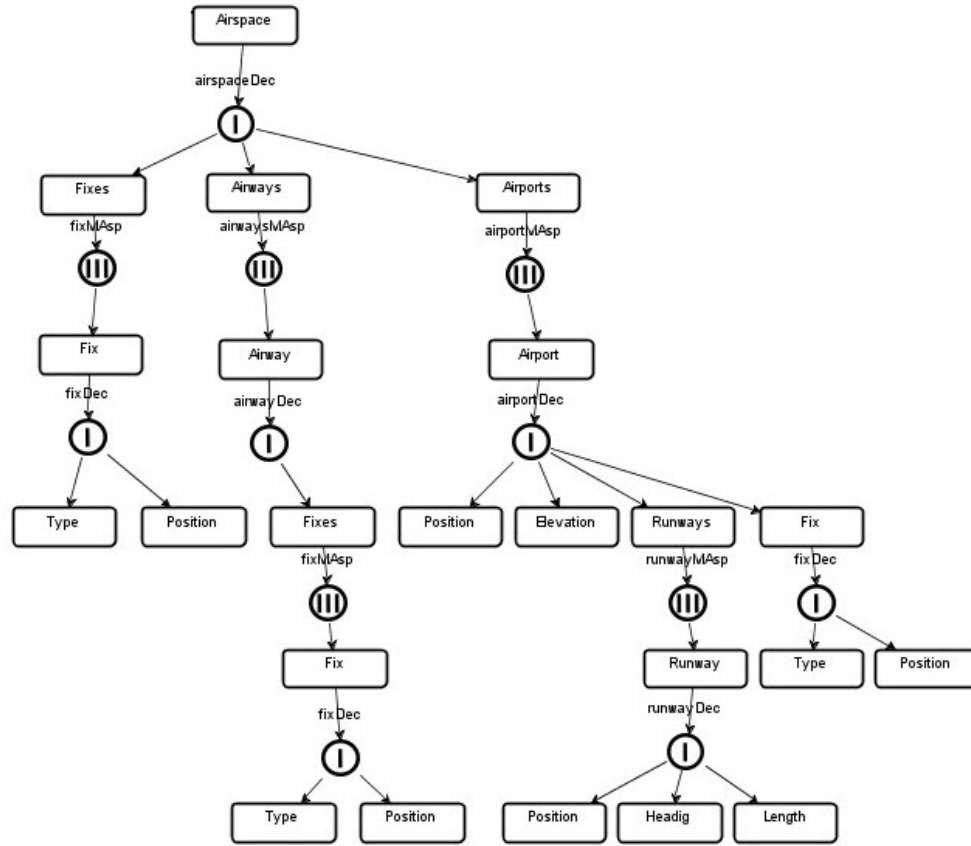 Airspace
airspaceDec
Fixes
Airways
Airports
fixMAsp
airwaysMAsp
airportMAsp
Fix
Airway
Airport
fixDec
airwayDec
airportDec
Type
Position
Fixes
Position
Elevation
Runways
Fix
fixMAsp
runwayMAsp
fixDec
Fix
Runway
Type
Position
fixDec
runwayDec
Type
Position
Position
Headig
Length